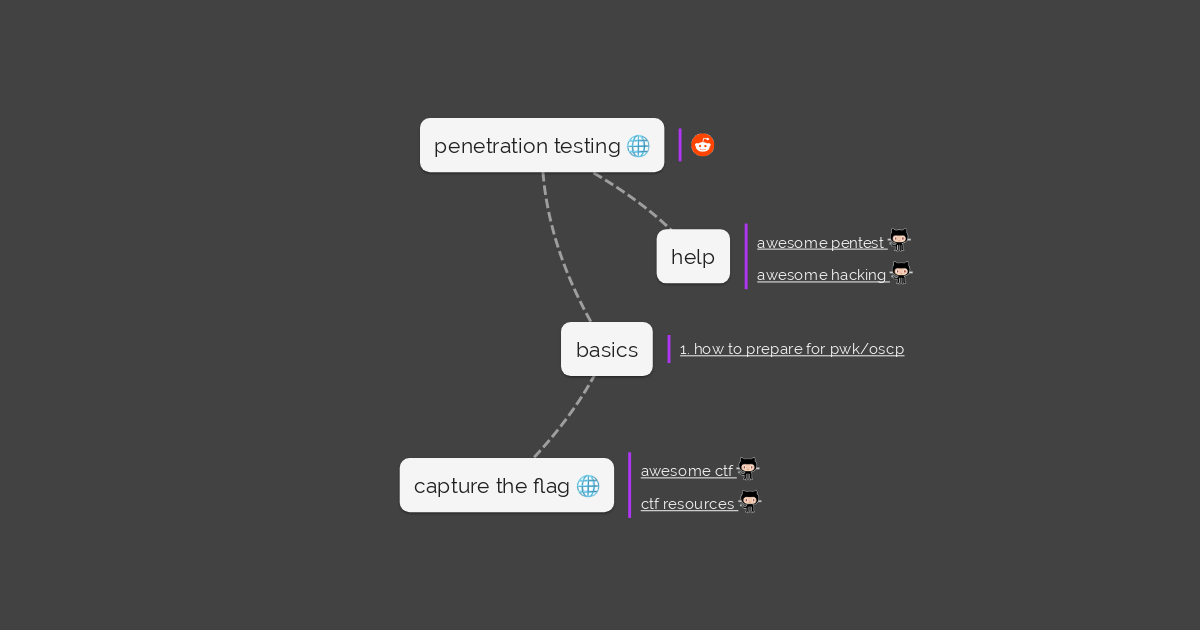 penetration testing
help
awesome pentest
awesome hacking
basics
1. how to prepare for pwk/oscp
capture the flag
awesome ctf
ctf resources